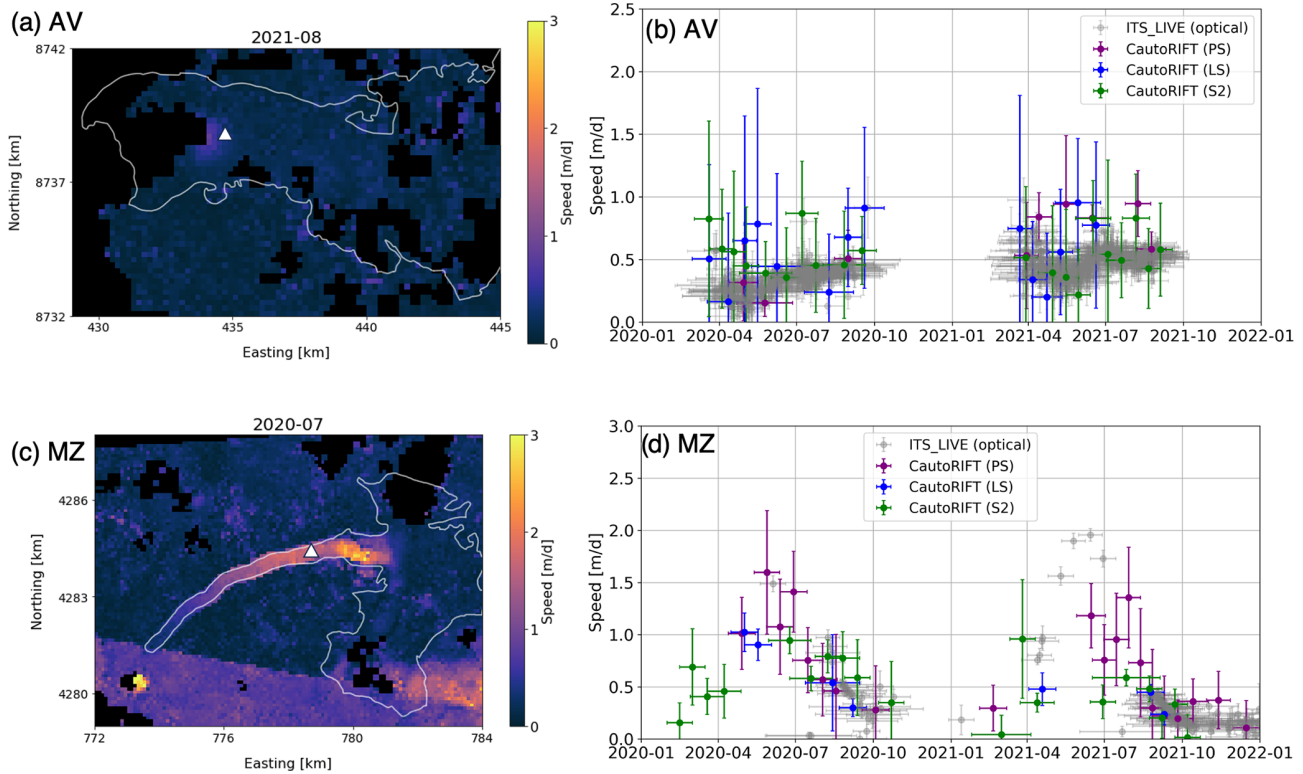 (a) AV
2021-08
8742
8737
8732
Northing [km]
430
435
440
445
Easting [km]
3
2
1
0
Speed [m/d]
(b) AV
ITS_LIVE (optical)
CautoRIFT (PS)
CautoRIFT (LS)
CautoRIFT (S2)
2.5
2.0
1.5
1.0
0.5
0.0
Speed [m/d]
2020-01
2020-04
2020-07
2020-10
2021-01
2021-04
2021-07
2021-10
2022-01
(c) MZ
2020-07
4286
4283
4280
Northing [km]
772
776
780
784
Easting [km]
3
2
1
0
Speed [m/d]
(d) MZ
ITS_LIVE (optical)
CautoRIFT (PS)
CautoRIFT (LS)
CautoRIFT (S2)
3.0
2.5
2.0
1.5
1.0
0.5
0.0
Speed [m/d]
2020-01
2020-04
2020-07
2020-10
2021-01
2021-04
2021-07
2021-10
2022-01